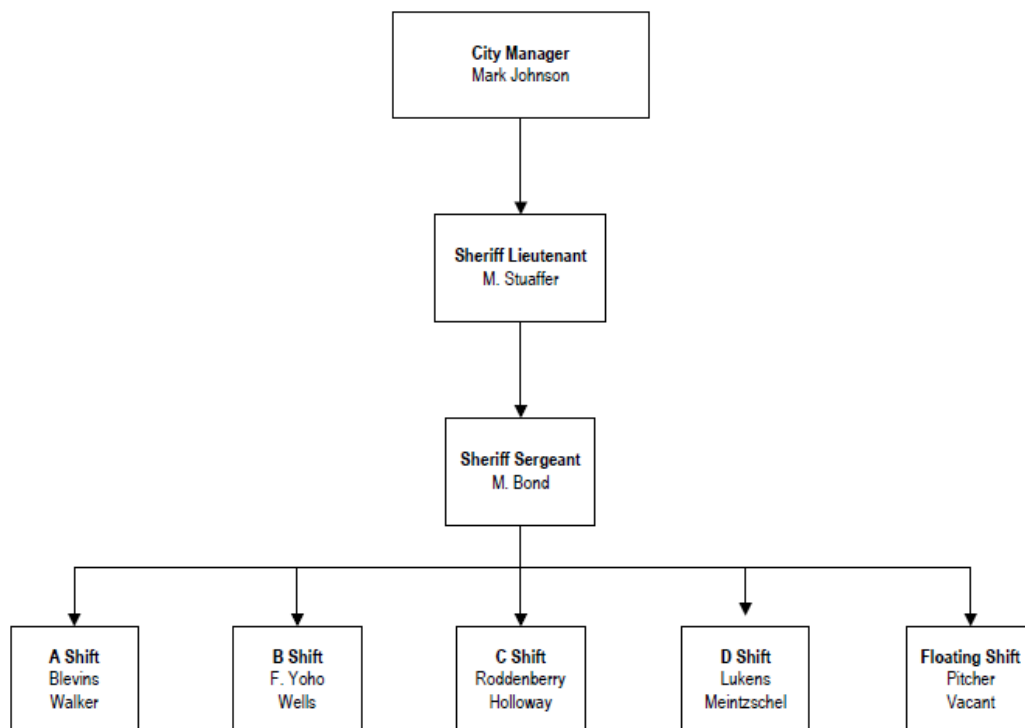 City Manager
Mark Johnson
Sheriff Lieutenant
M. Stuaffer
Sheriff Sergeant
M. Bond
A Shift
Blevins
Walker
B Shift
F. Yoho
Wells
C Shift
Roddenberry
Holloway
D Shift
Lukens
Meintzschel
Floating Shift
Pitcher
Vacant